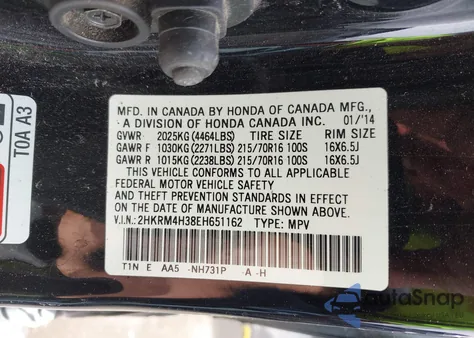 MFD. IN CANADA BY HONDA OF CANADA MFG.,
A DIVISION OF HONDA CANADA INC. 01/'14
GVWR 2025KG (4464LBS) TIRE SIZE RIM SIZE
GAWR F 1030KG (2271LBS) 215/70R16 100S 16X6.5J
GAWR R 1015KG (2238LBS) 215/70R16 100S 16X6.5J
THIS VEHICLE CONFORMS TO ALL APPLICABLE
FEDERAL MOTOR VEHICLE SAFETY
AND THEFT PREVENTION STANDARDS IN EFFECT
ON THE DATE OF MANUFACTURE SHOWN ABOVE.
V.I.N.: 2HKRM4H38EH651162 TYPE: MPV
T1N E AA5 -NH731P -A -H
TOA A3
AutoSnap